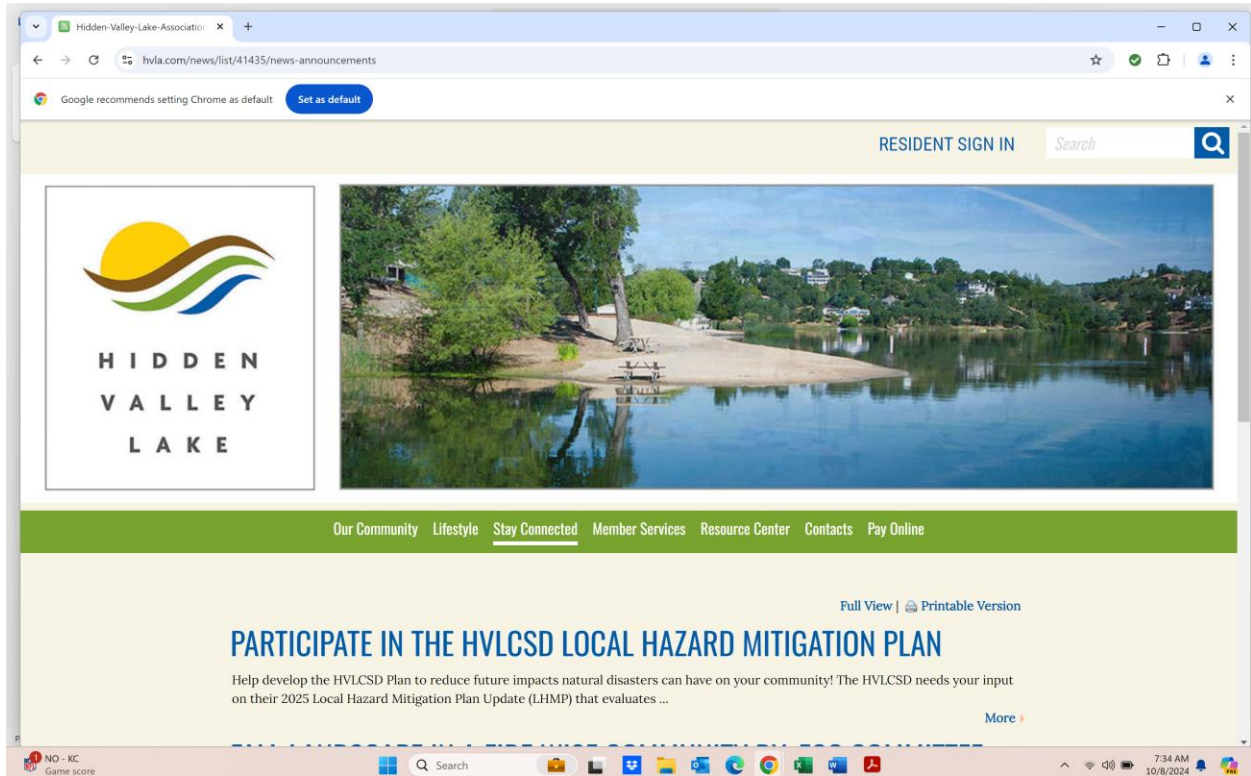 Hidden-Valley-Lake-Association
hvla.com/news/list/41435/news-announcements
Google recommends setting Chrome as default
Set as default
RESIDENT SIGN IN
Search
HIDDEN
VALLEY
LAKE
Our Community Lifestyle Stay Connected Member Services Resource Center Contacts Pay Online
Full View | Printable Version
PARTICIPATE IN THE HVLCSD LOCAL HAZARD MITIGATION PLAN
Help develop the HVLCSD Plan to reduce future impacts natural disasters can have on your community! The HVLCSD needs your input
on their 2025 Local Hazard Mitigation Plan Update (LHMP) that evaluates ...
More
1
NO - KC
Game score
Search
7:34 AM
10/8/2024